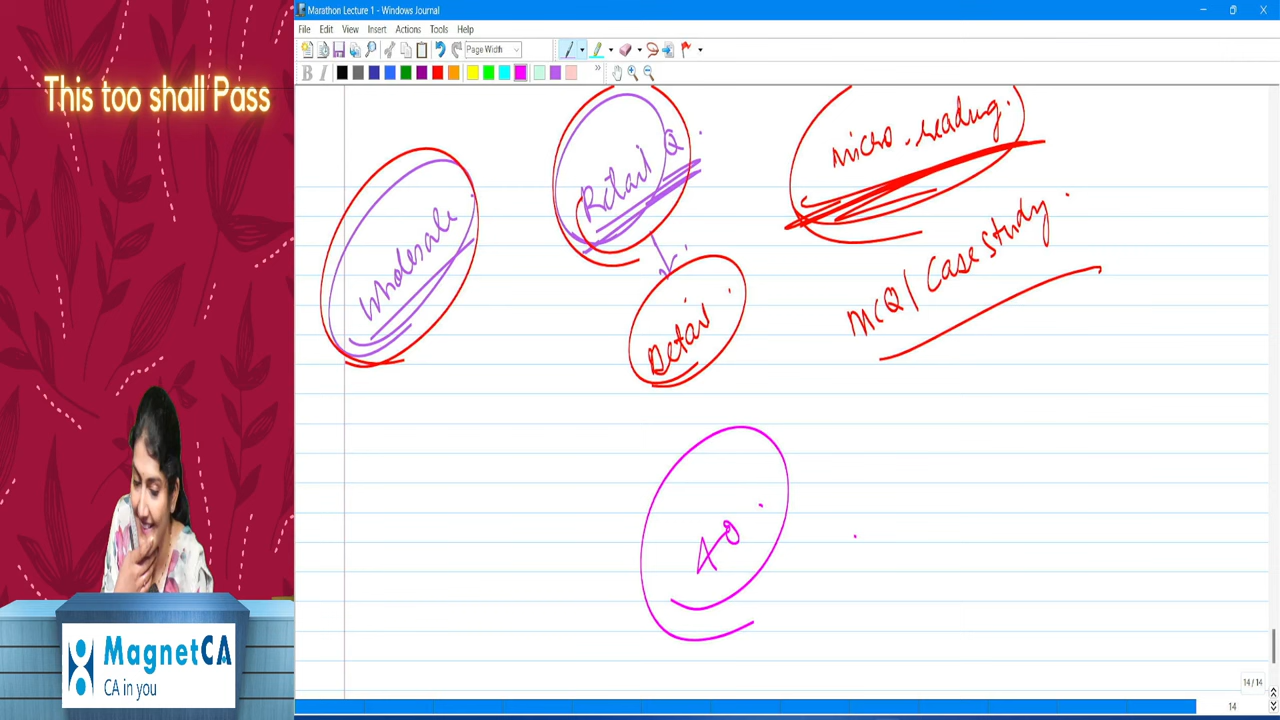 Marathon Lecture 1 - Windows Journal
File Edit View Insert Actions Tools Help
Page Width
B I
This too shall Pass
Wholesale
Retail Q
Detail
Micro-reading.
MCQ/Case Study
40
MagnetCA
CA in you
14 / 14
14